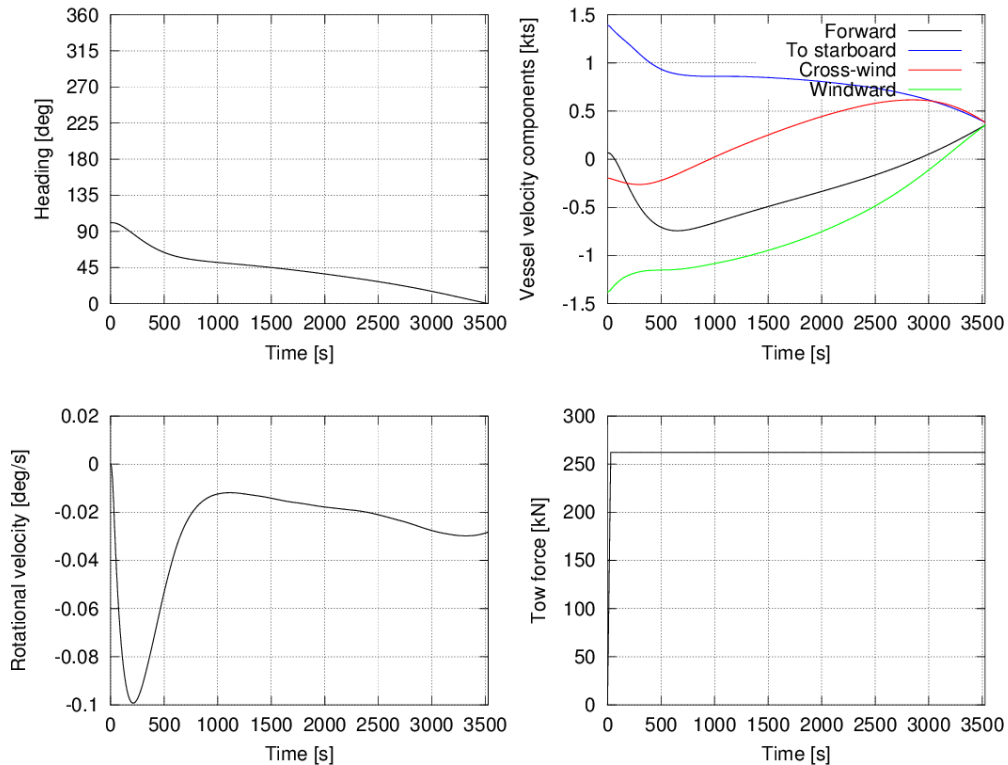 Heading [deg]
360
315
270
225
180
135
90
45
0
0 500 1000 1500 2000 2500 3000 3500
Time [s]
Vessel velocity components [kts]
1.5
1
0.5
0
-0.5
-1
-1.5
Forward
To starboard
Cross-wind
Windward
0 500 1000 1500 2000 2500 3000 3500
Time [s]
Rotational velocity [deg/s]
0.02
0
-0.02
-0.04
-0.06
-0.08
-0.1
0 500 1000 1500 2000 2500 3000 3500
Time [s]
Tow force [kN]
300
250
200
150
100
50
0
0 500 1000 1500 2000 2500 3000 3500
Time [s]